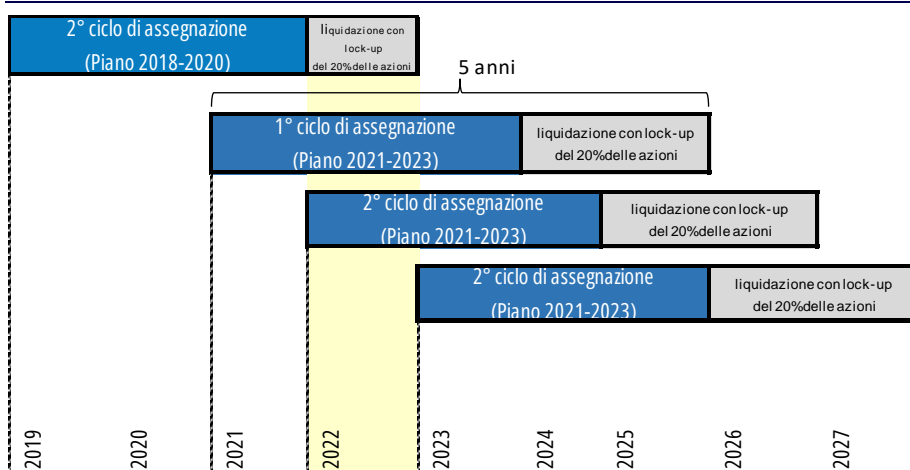 2° ciclo di assegnazione
(Piano 2018-2020)
liquidazione con
lock-up
del 20%delle azioni
5 anni
1° ciclo di assegnazione
(Piano 2021-2023)
liquidazione con lock-up
del 20%delle azioni
2° ciclo di assegnazione
(Piano 2021-2023)
liquidazione con lock-up
del 20%delle azioni
2° ciclo di assegnazione
(Piano 2021-2023)
liquidazione con lock-up
del 20%delle azioni
2019
2020
2021
2022
2023
2024
2025
2026
2027